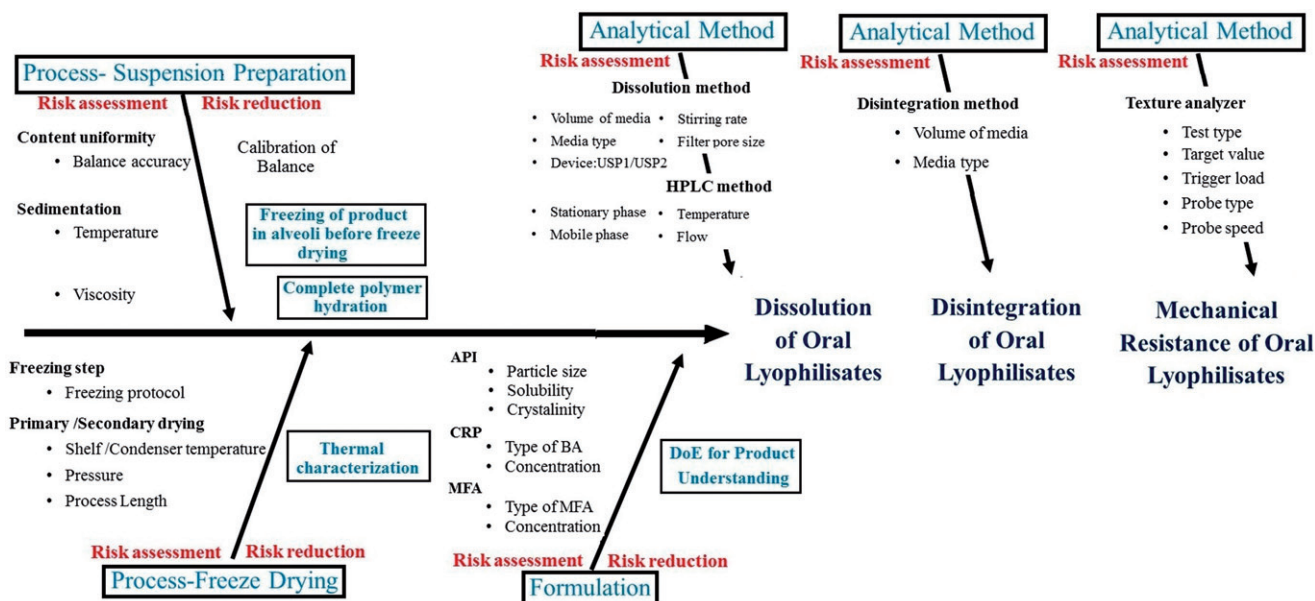 Process- Suspension Preparation
Risk assessment
Risk reduction
Content uniformity
• Balance accuracy
Calibration of
Balance
Sedimentation
• Temperature
• Viscosity
Freezing of product
in alveoli before freeze
drying
Complete polymer
hydration
Analytical Method
Risk assessment
Dissolution method
• Volume of media
• Stirring rate
• Media type
• Filter pore size
• Device:USP1/USP2
HPLC method
• Stationary phase
• Temperature
• Mobile phase
• Flow
Dissolution
of Oral
Lyophilisates
Analytical Method
Risk assessment
Disintegration method
• Volume of media
• Media type
Disintegration
of Oral
Lyophilisates
Analytical Method
Risk assessment
Texture analyzer
• Test type
• Target value
• Trigger load
• Probe type
• Probe speed
Mechanical
Resistance of Oral
Lyophilisates
Freezing step
• Freezing protocol
Primary /Secondary drying
• Shelf /Condenser temperature
• Pressure
• Process Length
Thermal
characterization
Risk assessment
Risk reduction
Process-Freeze Drying
API
• Particle size
• Solubility
• Crystalinity
CRP
• Type of BA
• Concentration
MFA
• Type of MFA
• Concentration
DoE for Product
Understanding
Risk assessment
Risk reduction
Formulation